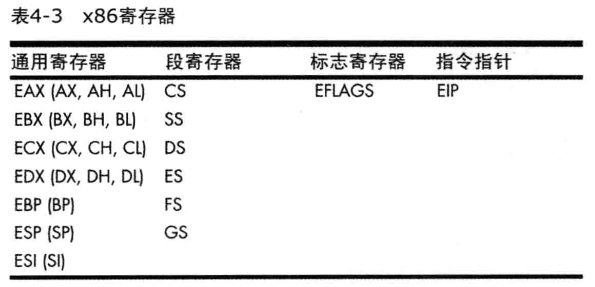 表4-3 x86寄存器
通用寄存器 段寄存器 标志寄存器 指令指针
EAX (AX, AH, AL) CS EFLAGS EIP
EBX (BX, BH, BL) SS
ECX (CX, CH, CL) DS
EDX (DX, DH, DL) ES
EBP (BP) FS
ESP (SP) GS
ESI (SI)